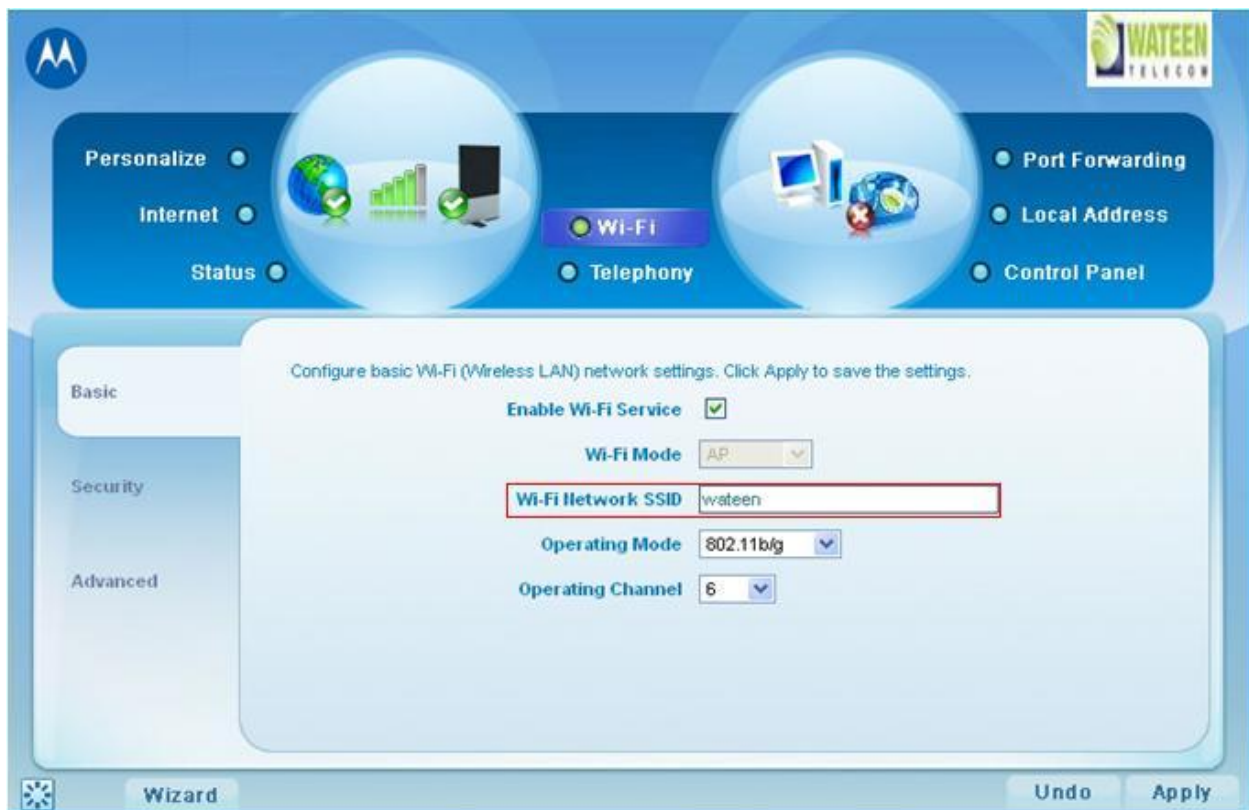 WATEEN
TELECOM
Personalize
Internet
Status
Wi-Fi
Telephony
Port Forwarding
Local Address
Control Panel
Basic
Security
Advanced
Configure basic Wi-Fi (Wireless LAN) network settings. Click Apply to save the settings.
Enable Wi-Fi Service
Wi-Fi Mode AP
Wi-Fi Network SSID wateen
Operating Mode 802.11b/g
Operating Channel 6
Wizard
Undo
Apply